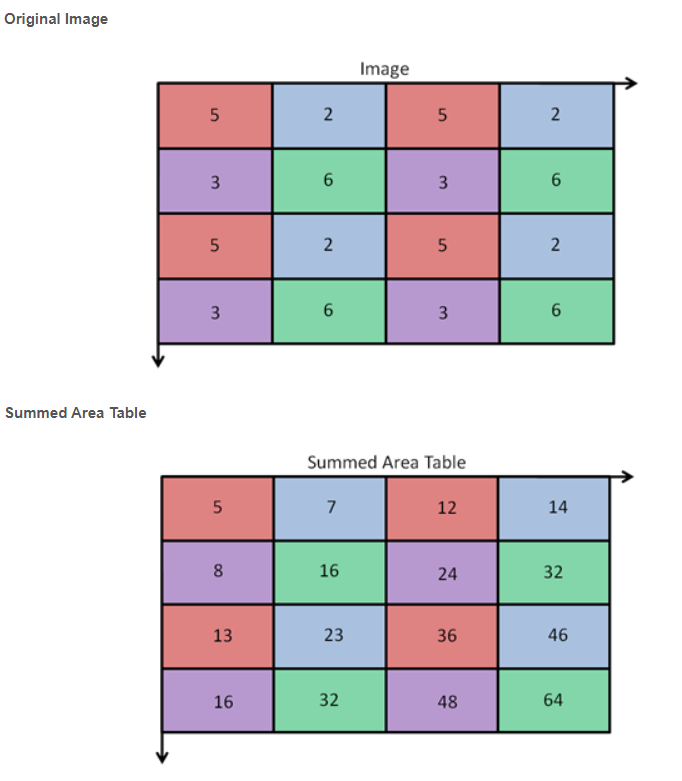 Original Image
Image
5 2 5 2
3 6 3 6
5 2 5 2
3 6 3 6
Summed Area Table
Summed Area Table
5 7 12 14
8 16 24 32
13 23 36 46
16 32 48 64